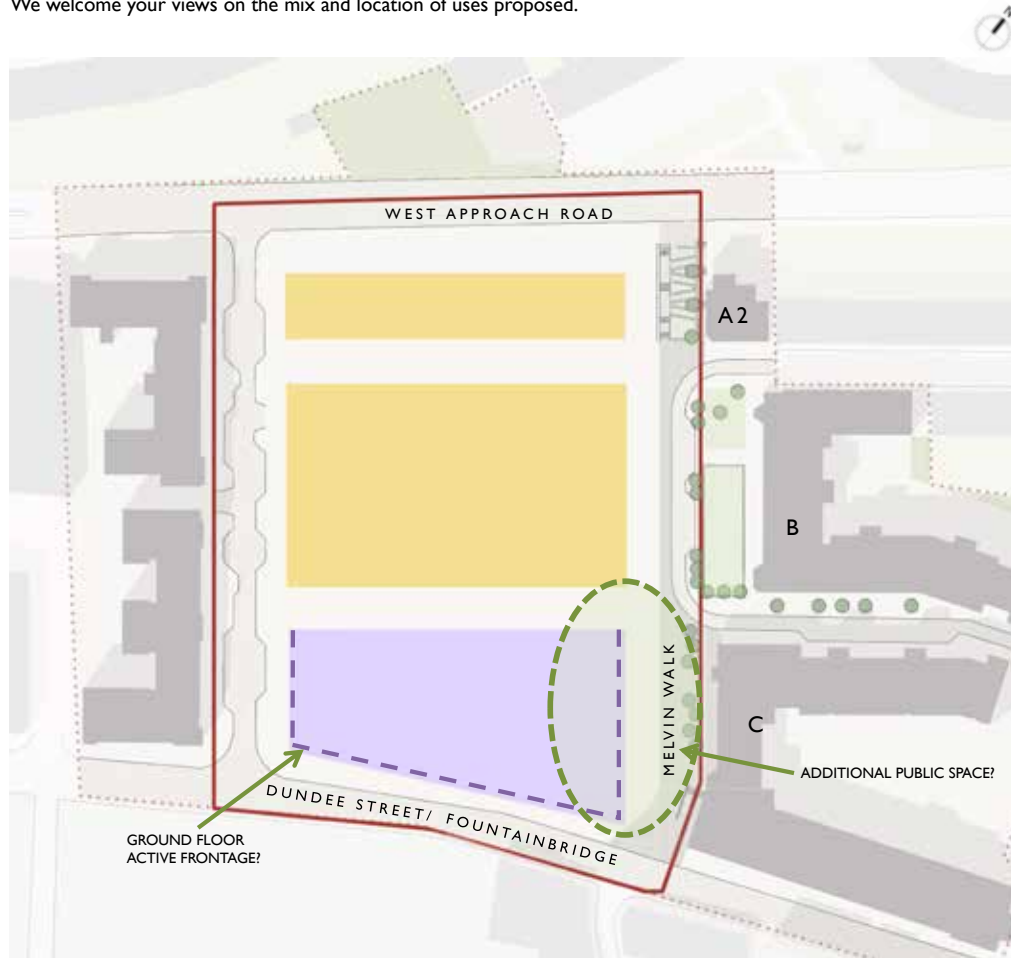 We welcome your views on the mix and location of uses proposed.
N
WEST APPROACH ROAD
A2
B
MELVIN WALK
C
ADDITIONAL PUBLIC SPACE?
DUNDEE STREET/ FOUNTAINBRIDGE
GROUND FLOOR
ACTIVE FRONTAGE?